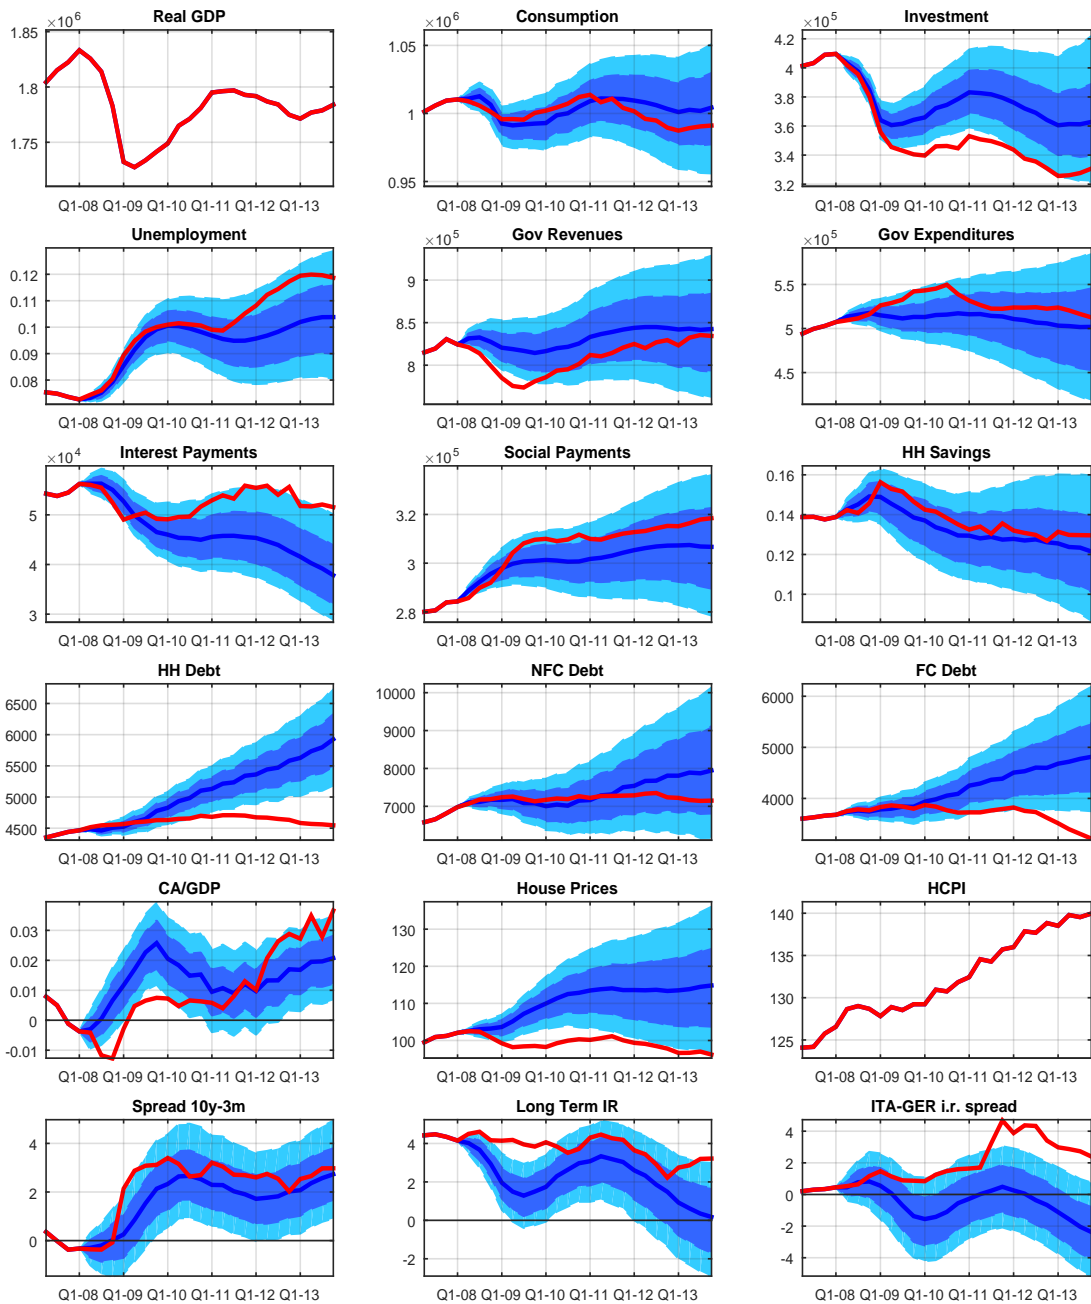 Real GDP
×10⁶
1.85
1.8
1.75
Q1-08 Q1-09 Q1-10 Q1-11 Q1-12 Q1-13
Consumption
×10⁶
1.05
1
0.95
Q1-08 Q1-09 Q1-10 Q1-11 Q1-12 Q1-13
Investment
×10⁵
4.2
4
3.8
3.6
3.4
3.2
Q1-08 Q1-09 Q1-10 Q1-11 Q1-12 Q1-13
Unemployment
0.12
0.11
0.1
0.09
0.08
Q1-08 Q1-09 Q1-10 Q1-11 Q1-12 Q1-13
Gov Revenues
×10⁵
9
8.5
8
Q1-08 Q1-09 Q1-10 Q1-11 Q1-12 Q1-13
Gov Expenditures
×10⁵
5.5
5
4.5
Q1-08 Q1-09 Q1-10 Q1-11 Q1-12 Q1-13
Interest Payments
×10⁴
5
4
3
Q1-08 Q1-09 Q1-10 Q1-11 Q1-12 Q1-13
Social Payments
×10⁵
3.2
3
2.8
Q1-08 Q1-09 Q1-10 Q1-11 Q1-12 Q1-13
HH Savings
0.16
0.14
0.12
0.1
Q1-08 Q1-09 Q1-10 Q1-11 Q1-12 Q1-13
HH Debt
6500
6000
5500
5000
4500
Q1-08 Q1-09 Q1-10 Q1-11 Q1-12 Q1-13
NFC Debt
10000
9000
8000
7000
Q1-08 Q1-09 Q1-10 Q1-11 Q1-12 Q1-13
FC Debt
6000
5000
4000
Q1-08 Q1-09 Q1-10 Q1-11 Q1-12 Q1-13
CA/GDP
0.03
0.02
0.01
0
-0.01
Q1-08 Q1-09 Q1-10 Q1-11 Q1-12 Q1-13
House Prices
130
120
110
100
Q1-08 Q1-09 Q1-10 Q1-11 Q1-12 Q1-13
HCPI
140
135
130
125
Q1-08 Q1-09 Q1-10 Q1-11 Q1-12 Q1-13
Spread 10y-3m
4
2
0
Q1-08 Q1-09 Q1-10 Q1-11 Q1-12 Q1-13
Long Term IR
4
2
0
-2
Q1-08 Q1-09 Q1-10 Q1-11 Q1-12 Q1-13
ITA-GER i.r. spread
4
2
0
-2
-4
Q1-08 Q1-09 Q1-10 Q1-11 Q1-12 Q1-13